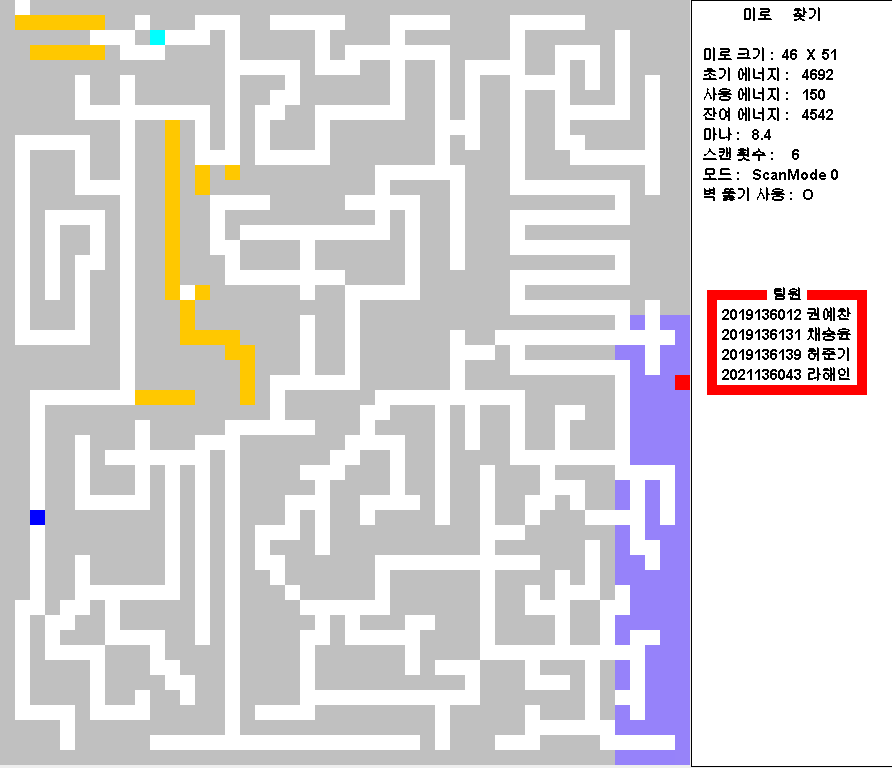 미로 찾기
미로 크기 : 46 X 51
초기 에너지 : 4692
사용 에너지 : 150
잔여 에너지 : 4542
마나 : 8.4
스캔 횟수 : 6
모드 : ScanMode 0
벽 뚫기 사용 : O
팀원
2019136012 권예찬
2019136131 채승윤
2019136139 허준기
2021136043 라해인